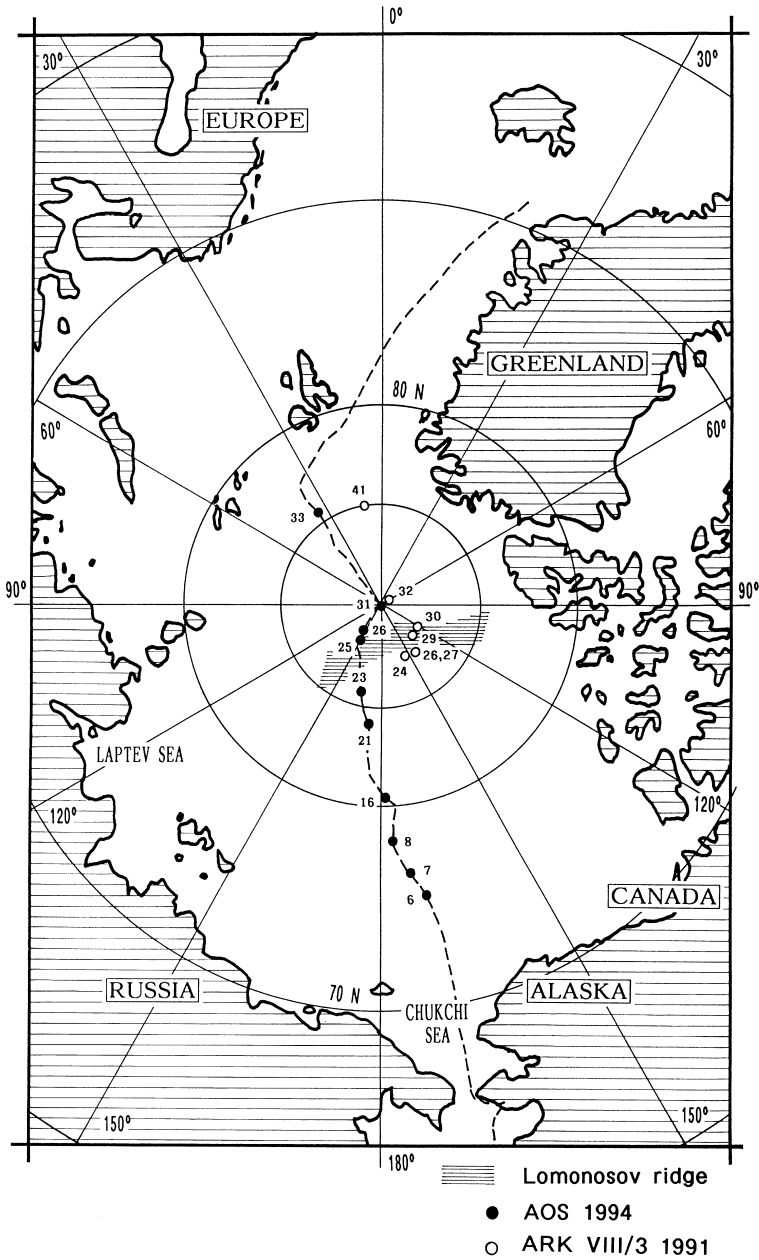 0°
30°
30°
EUROPE
GREENLAND
80 N
60°
60°
41
33
90°
31
32
90°
30
26
29
25
26,27
24
23
21
LAPTEV SEA
16
120°
120°
8
7
6
CANADA
RUSSIA
70 N
ALASKA
CHUKCHI
SEA
150°
150°
180°
Lomonosov ridge
AOS 1994
ARK VIII/3 1991